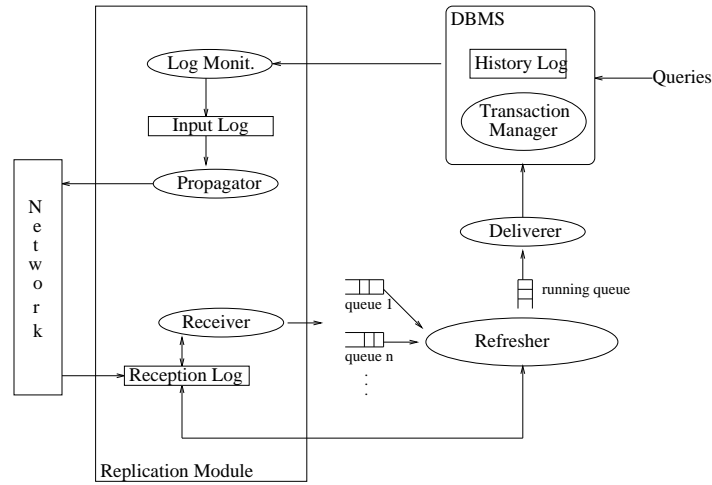 DBMS
Log Monit.
History Log
Queries
Input Log
Transaction
Manager
Propagator
Network
Deliverer
running queue
queue 1
Receiver
queue n
Refresher
Reception Log
Replication Module